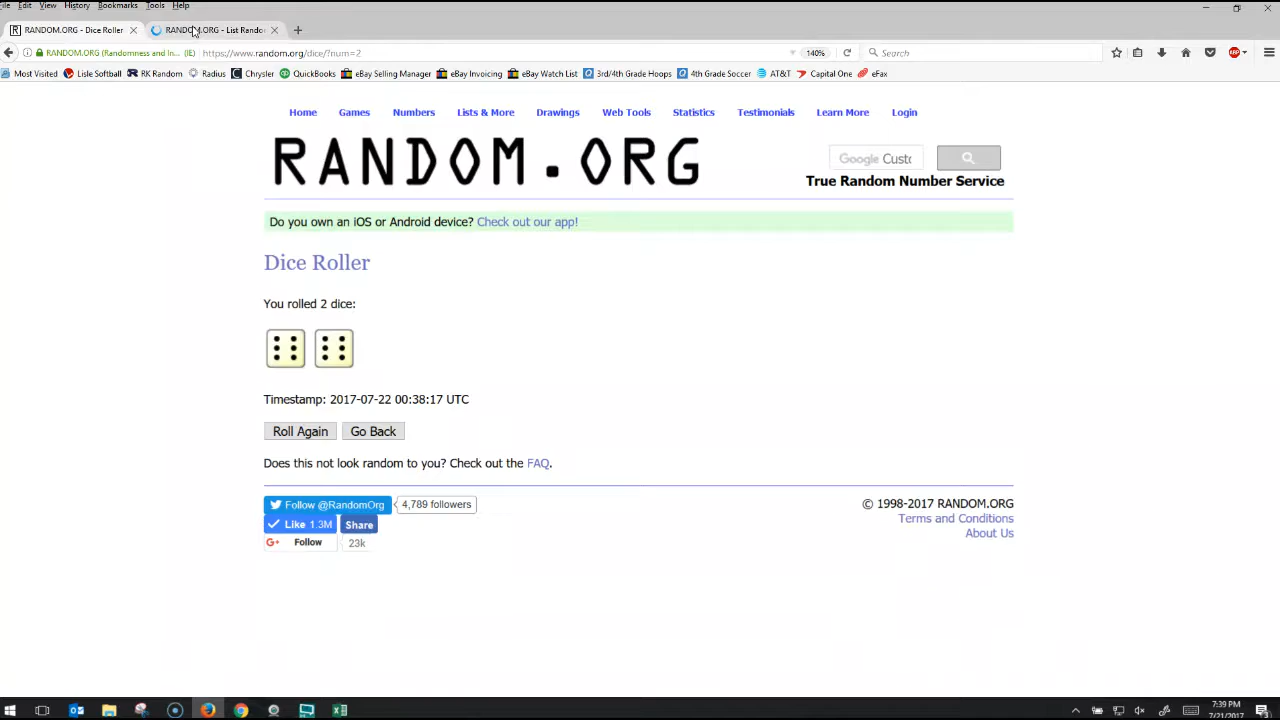 File Edit View History Bookmarks Tools Help
RANDOM.ORG - Dice Roller
RANDOM.ORG - List Rando
RANDOM.ORG (Randomness and In... (IE) https://www.random.org/dice/?num=2 140% Search
Most Visited Lisle Softball RK Random Radius Chrysler QuickBooks eBay Selling Manager eBay Invoicing eBay Watch List 3rd/4th Grade Hoops 4th Grade Soccer AT&T Capital One eFax
Home Games Numbers Lists & More Drawings Web Tools Statistics Testimonials Learn More Login
RANDOM.ORG
Google Custo
True Random Number Service
Do you own an iOS or Android device? Check out our app!
Dice Roller
You rolled 2 dice:
Timestamp: 2017-07-22 00:38:17 UTC
Roll Again Go Back
Does this not look random to you? Check out the FAQ.
Follow @RandomOrg 4,789 followers
Like 1.3M Share
G+ Follow 23k
© 1998-2017 RANDOM.ORG
Terms and Conditions
About Us
7:39 PM
7/21/2017